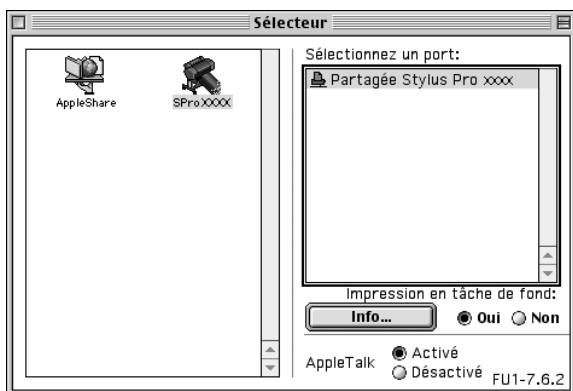 Sélecteur
AppleShare
SProXXXX
Sélectionnez un port:
Partagée Stylus Pro xxxx
Impression en tâche de fond:
Info...
Oui Non
AppleTalk
Activé
Désactivé
FU1-7.6.2